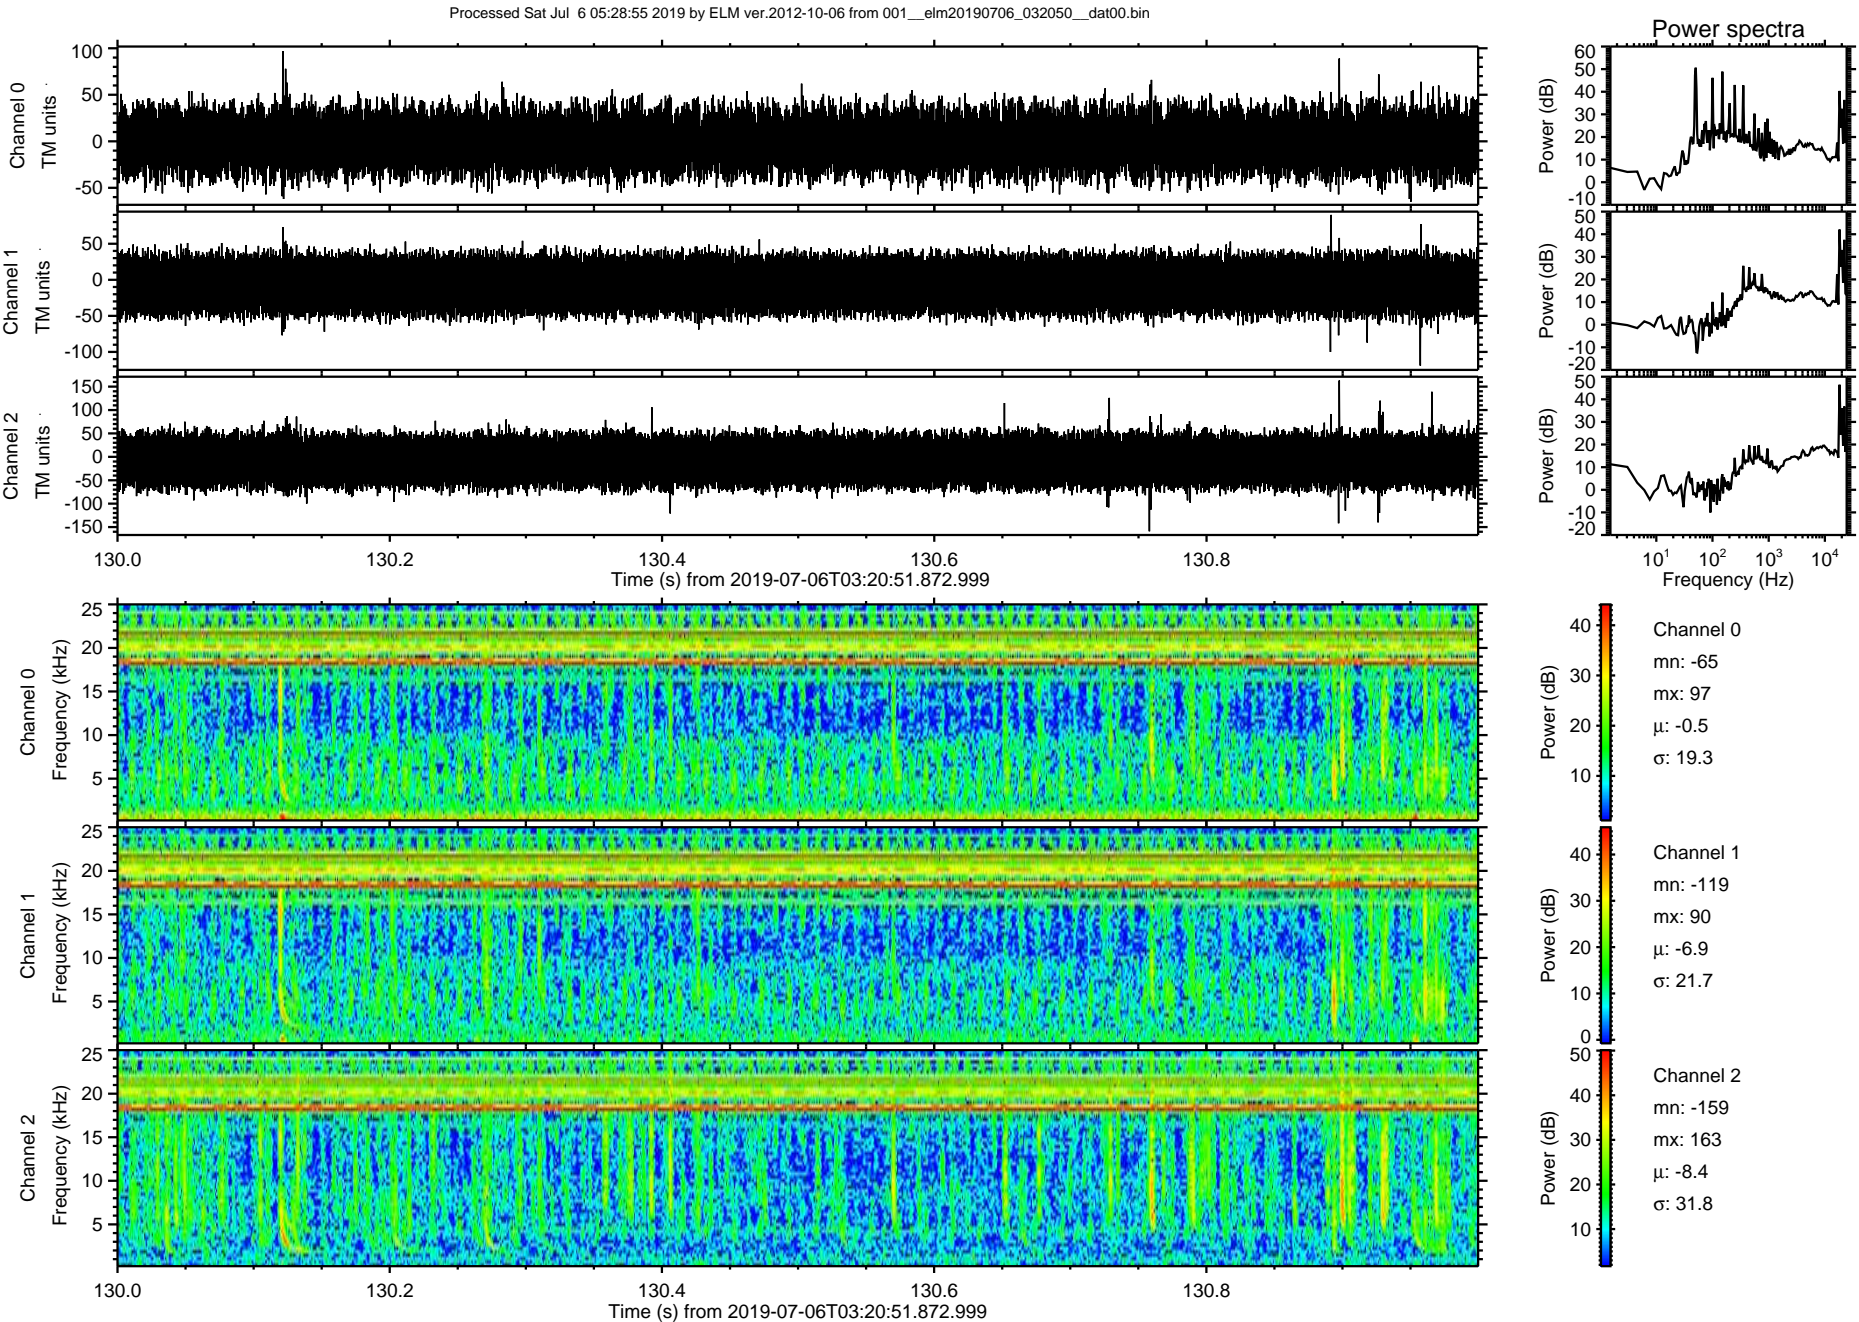 Processed Sat Jul  6 05:28:55 2019 by ELM ver.2012-10-06 from 001__elm20190706_032050__dat00.bin
Power spectra
Channel 0
TM units
100
50
0
-50
Power (dB)
60
50
40
30
20
10
0
-10
Channel 1
TM units
50
0
-50
-100
Power (dB)
50
40
30
20
10
0
-10
-20
Channel 2
TM units
150
100
50
0
-50
-100
-150
Power (dB)
50
40
30
20
10
0
-10
-20
130.0 130.2 130.4 130.6 130.8
Time (s) from 2019-07-06T03:20:51.872.999
10¹ 10² 10³ 10⁴
Frequency (Hz)
Channel 0
Frequency (kHz)
25
20
15
10
5
Power (dB)
40
30
20
10
Channel 0
mn: -65
mx: 97
μ: -0.5
σ: 19.3
Channel 1
Frequency (kHz)
25
20
15
10
5
Power (dB)
40
30
20
10
0
Channel 1
mn: -119
mx: 90
μ: -6.9
σ: 21.7
Channel 2
Frequency (kHz)
25
20
15
10
5
Power (dB)
50
40
30
20
10
Channel 2
mn: -159
mx: 163
μ: -8.4
σ: 31.8
130.0 130.2 130.4 130.6 130.8
Time (s) from 2019-07-06T03:20:51.872.999